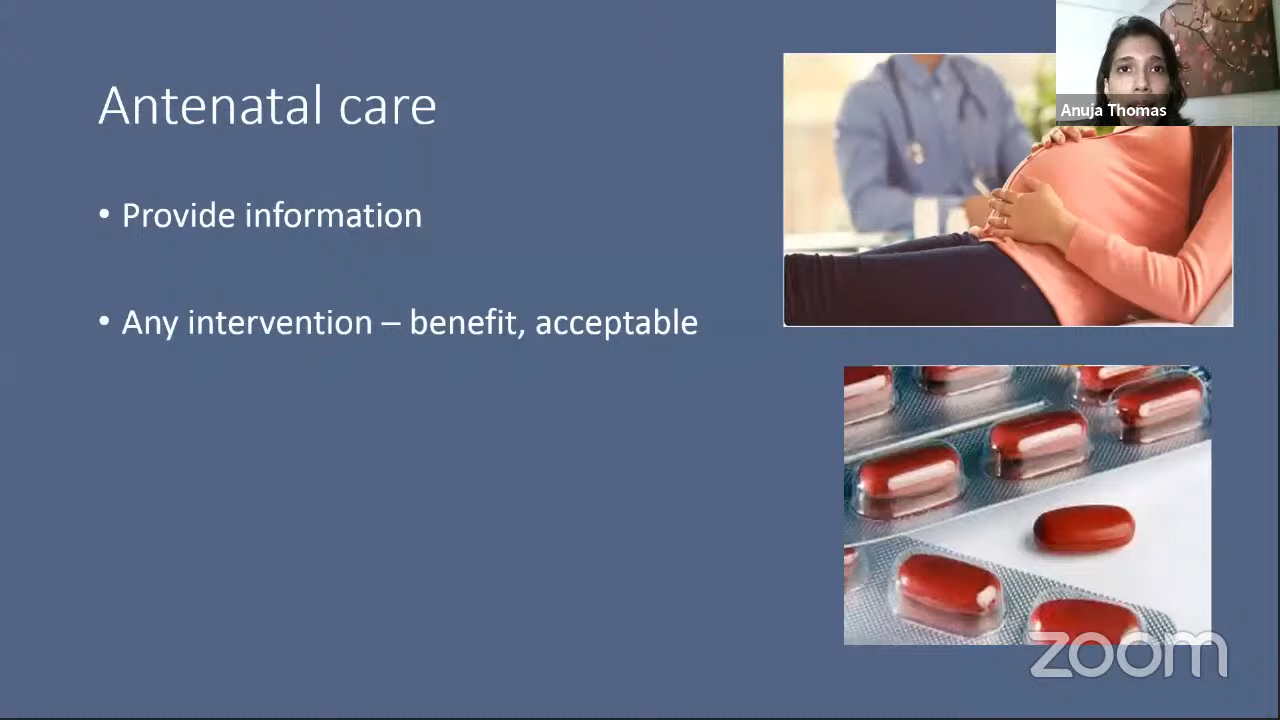 Antenatal care
• Provide information
• Any intervention – benefit, acceptable
Anuja Thomas
zoom